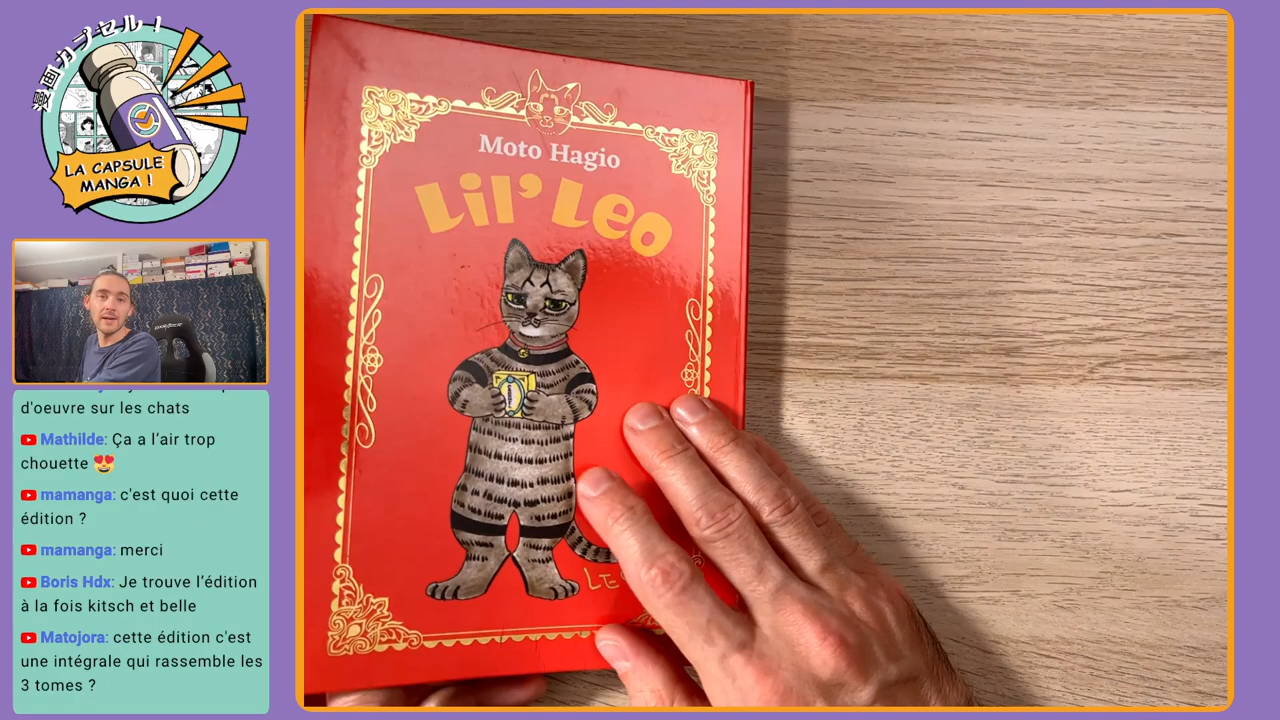 漫画カプセル!
LA CAPSULE
MANGA !
d'oeuvre sur les chats
Mathilde: Ça a l’air trop
chouette 😍
mamanga: c'est quoi cette
édition ?
mamanga: merci
Boris Hdx: Je trouve l’édition
à la fois kitsch et belle
Matojora: cette édition c'est
une intégrale qui rassemble les
3 tomes ?
Moto Hagio
Lil’ Leo